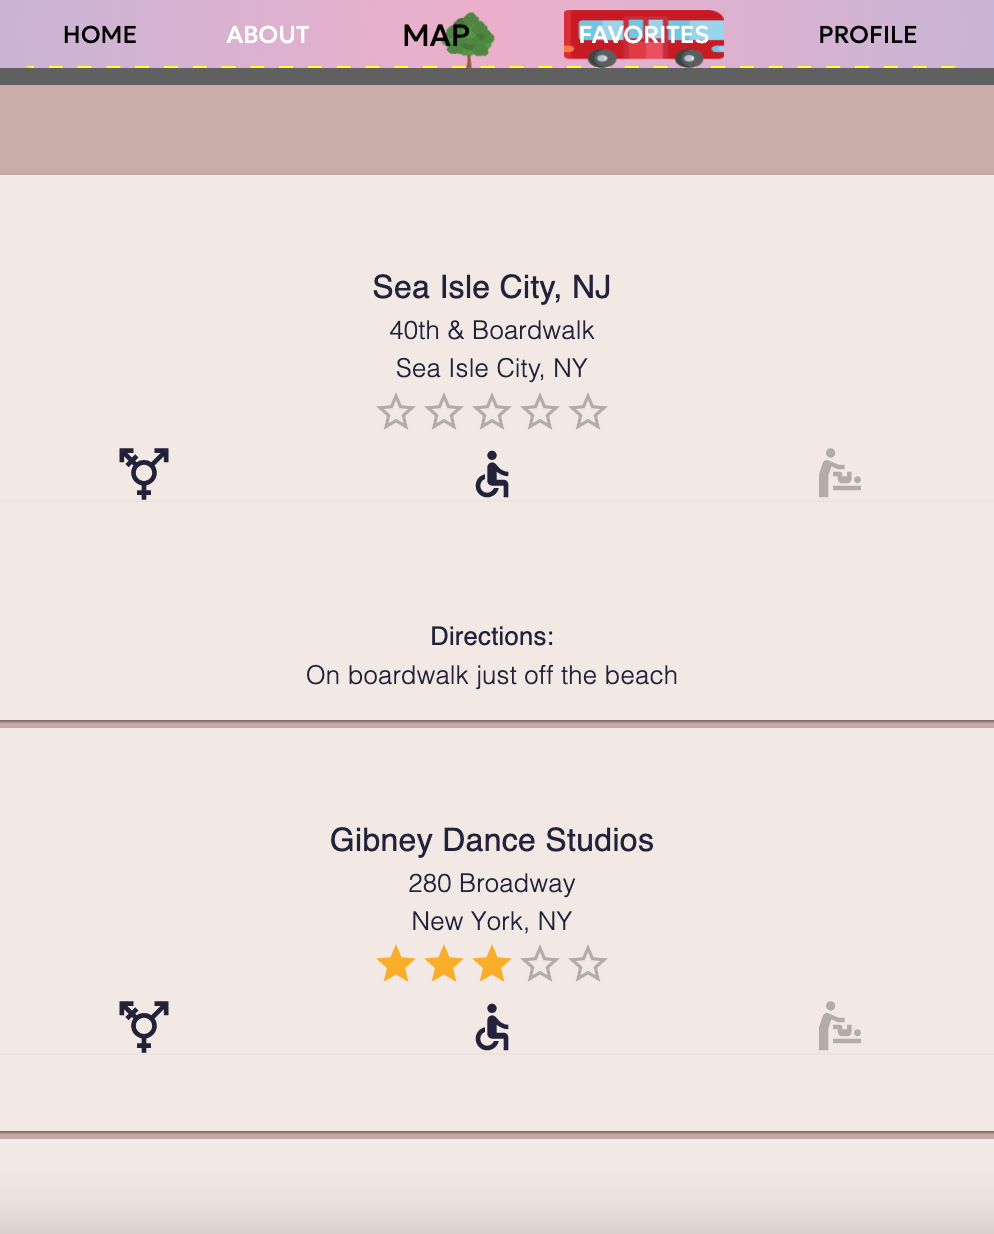 HOME ABOUT MAP FAVORITES PROFILE
Sea Isle City, NJ
40th & Boardwalk
Sea Isle City, NY
Directions:
On boardwalk just off the beach
Gibney Dance Studios
280 Broadway
New York, NY